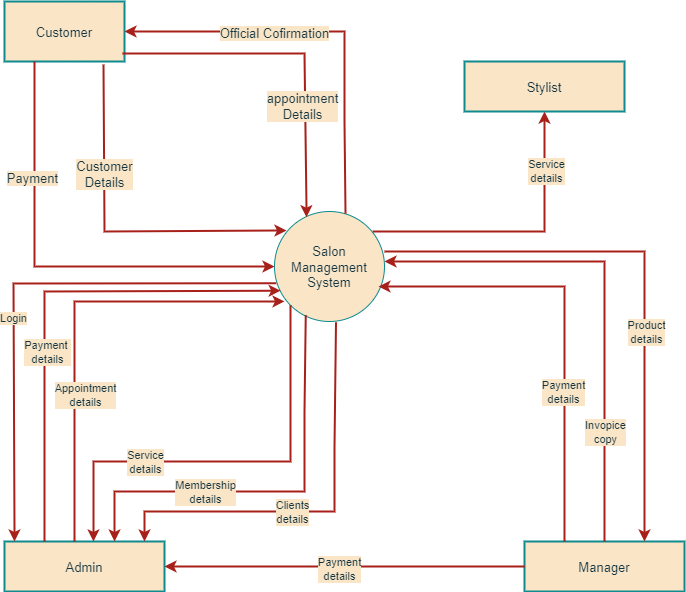 Customer
Official Cofirmation
appointment
Details
Stylist
Payment
Customer
Details
Service
details
Salon
Management
System
Login
Payment
details
Appointment
details
Product
details
Payment
details
Invopice
copy
Service
details
Membership
details
Clients
details
Admin
Payment
details
Manager